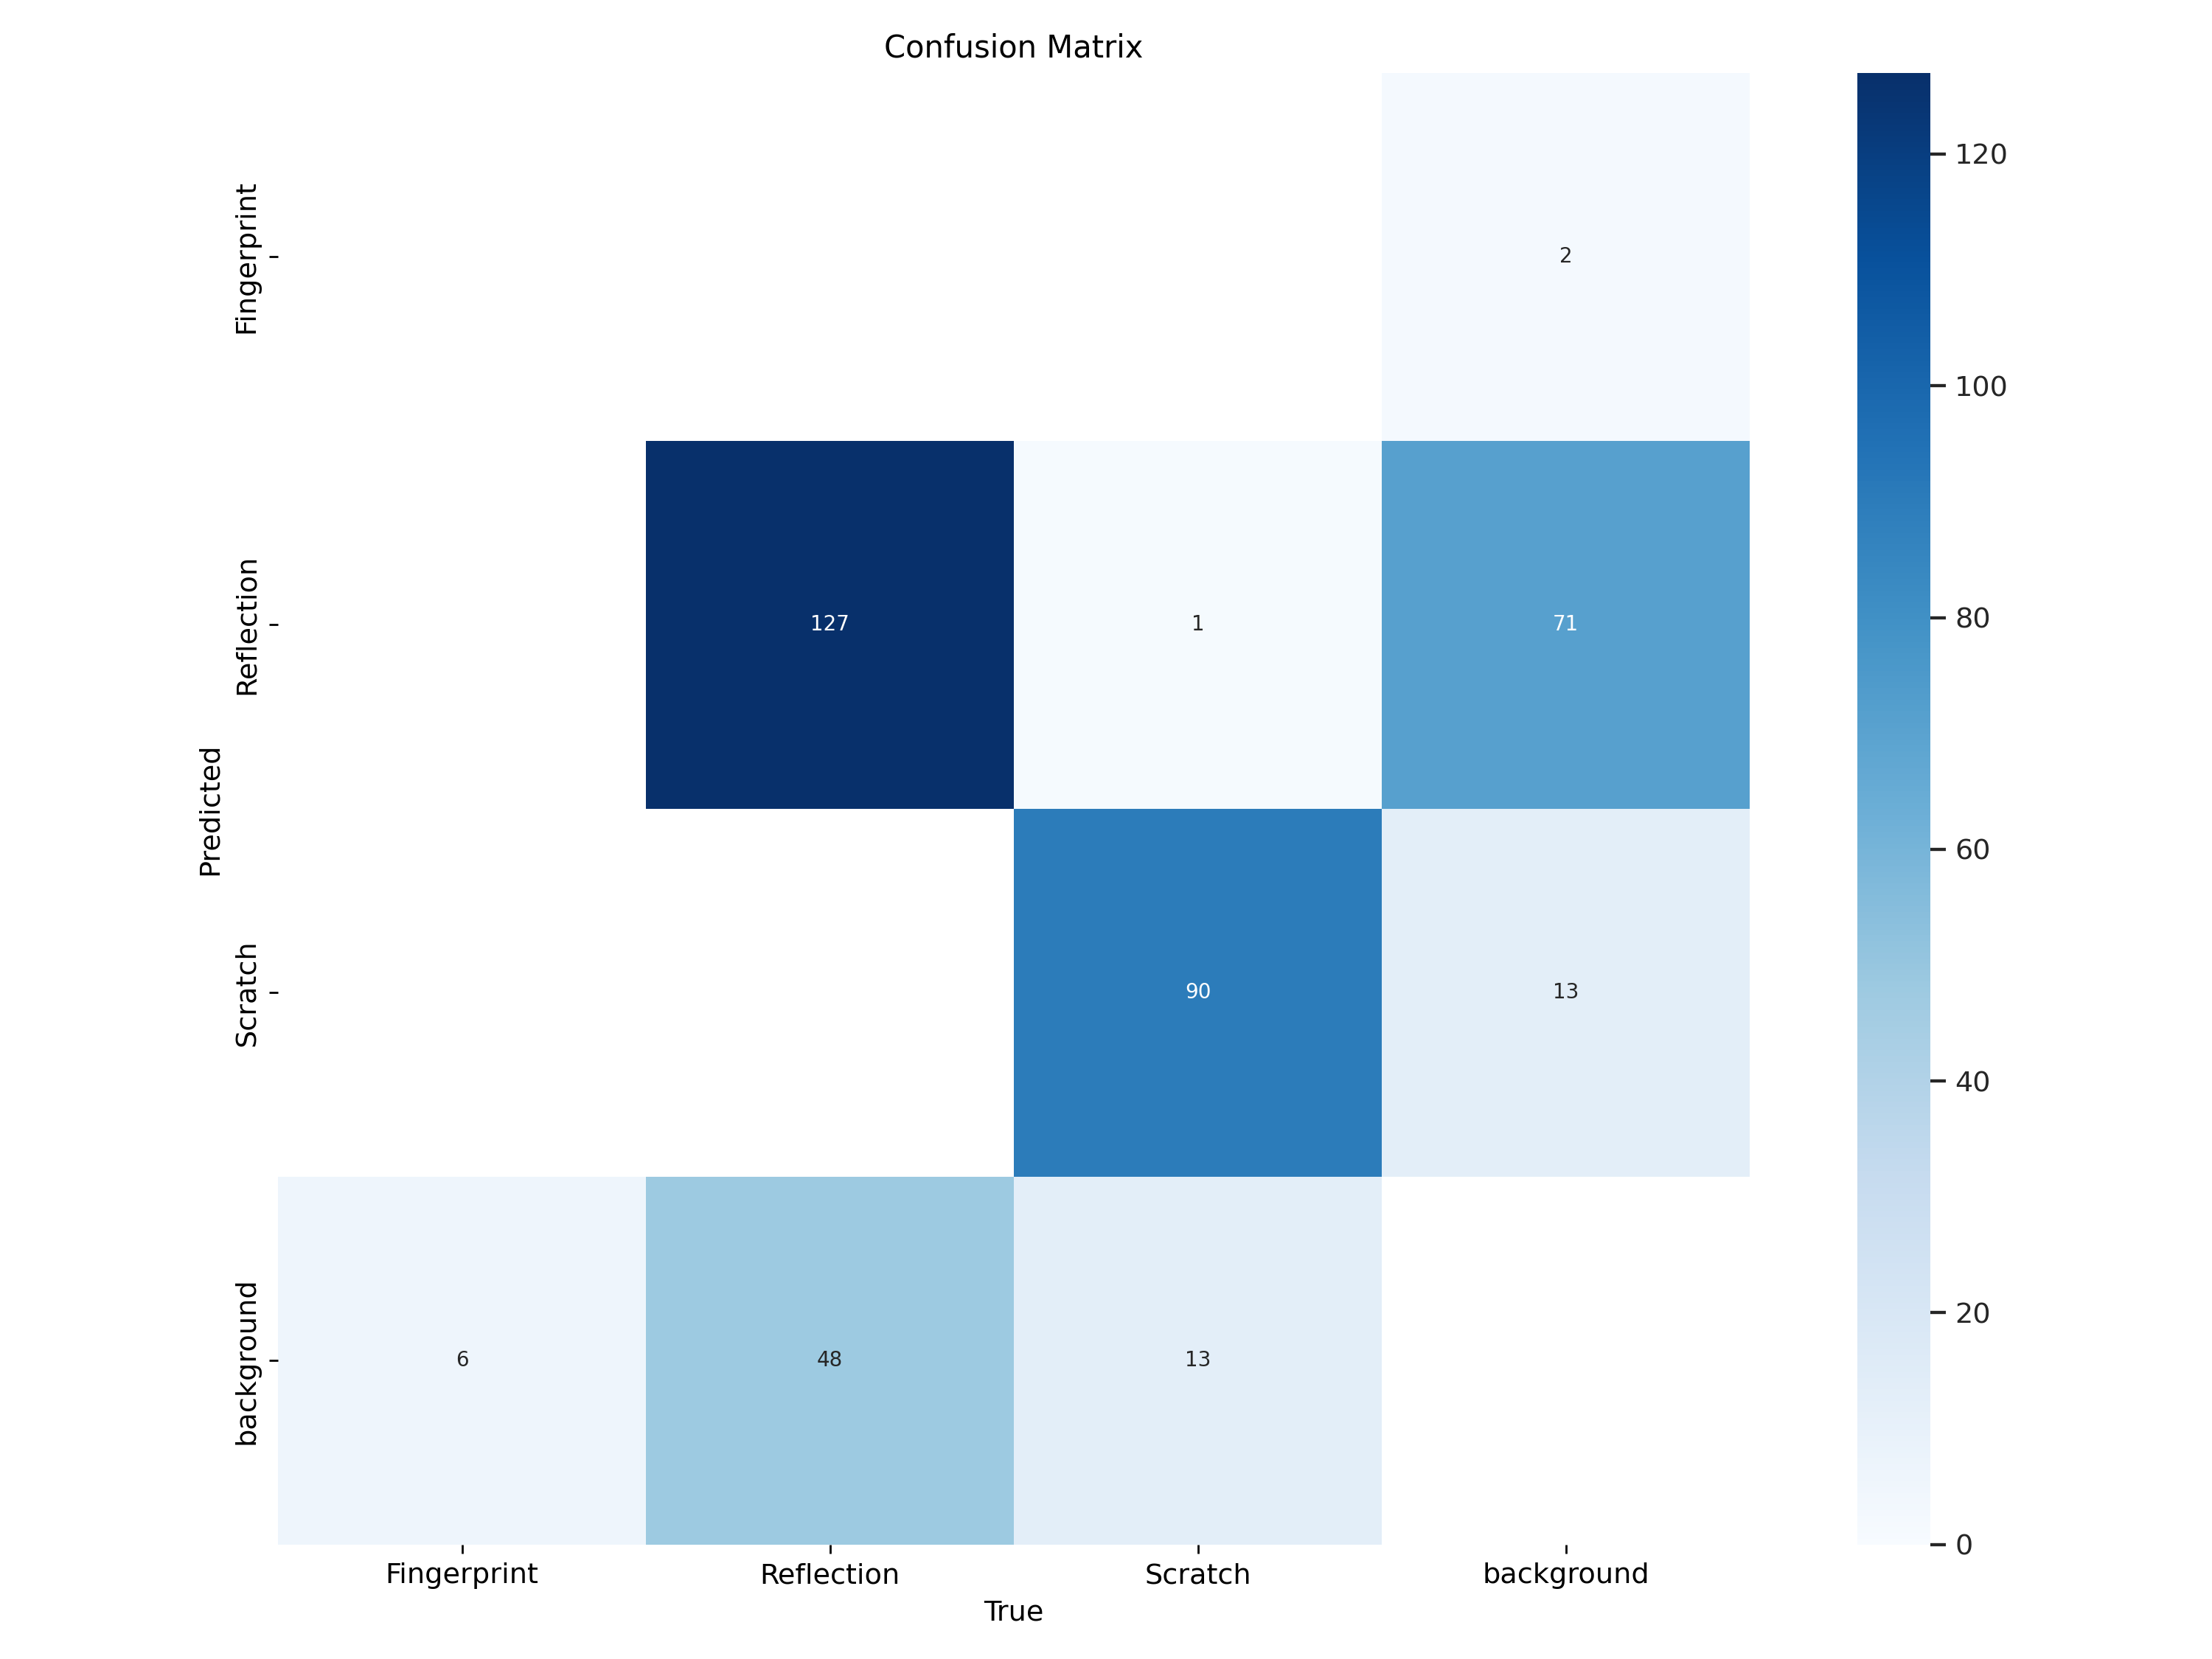 Confusion Matrix
Fingerprint
Reflection
Scratch
background
Predicted
2
127
1
71
90
13
6
48
13
Fingerprint
Reflection
Scratch
background
True
120
100
80
60
40
20
0